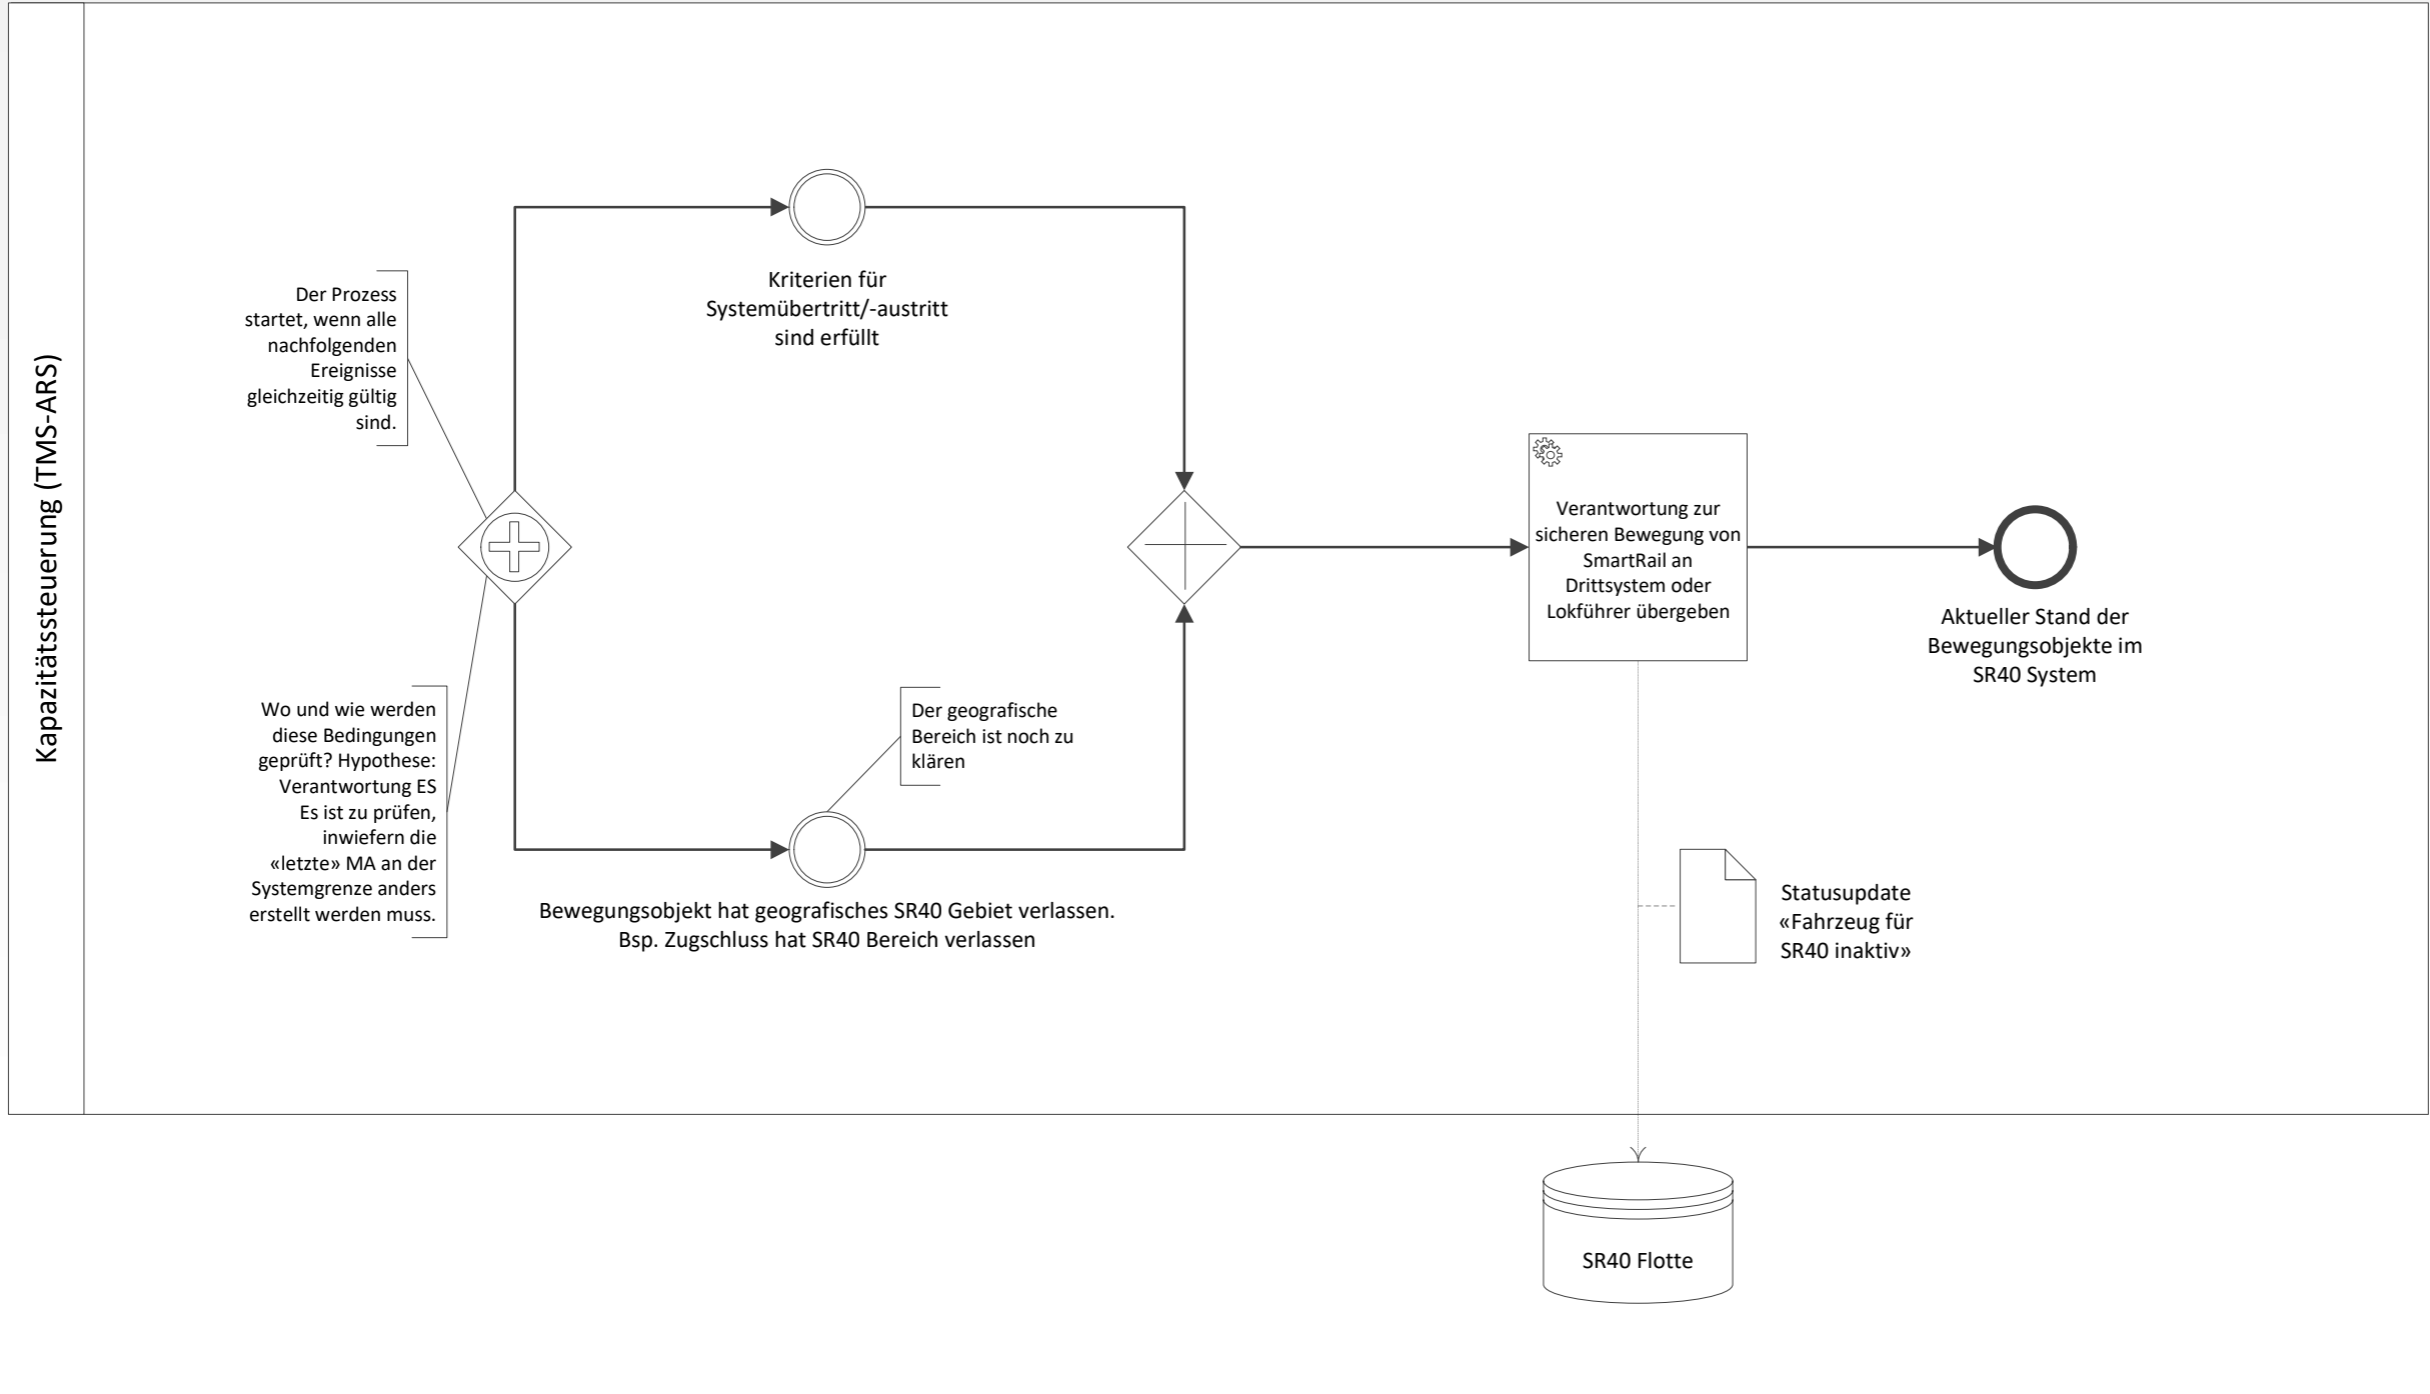 Kapazitätssteuerung (TMS-ARS)
Der Prozess
startet, wenn alle
nachfolgenden
Ereignisse
gleichzeitig gültig
sind.
Wo und wie werden
diese Bedingungen
geprüft? Hypothese:
Verantwortung ES
Es ist zu prüfen,
inwiefern die
«letzte» MA an der
Systemgrenze anders
erstellt werden muss.
Kriterien für
Systemübertritt/-austritt
sind erfüllt
Der geografische
Bereich ist noch zu
klären
Bewegungsobjekt hat geografisches SR40 Gebiet verlassen.
Bsp. Zugschluss hat SR40 Bereich verlassen
Verantwortung zur
sicheren Bewegung von
SmartRail an
Drittsystem oder
Lokführer übergeben
Aktueller Stand der
Bewegungsobjekte im
SR40 System
Statusupdate
«Fahrzeug für
SR40 inaktiv»
SR40 Flotte